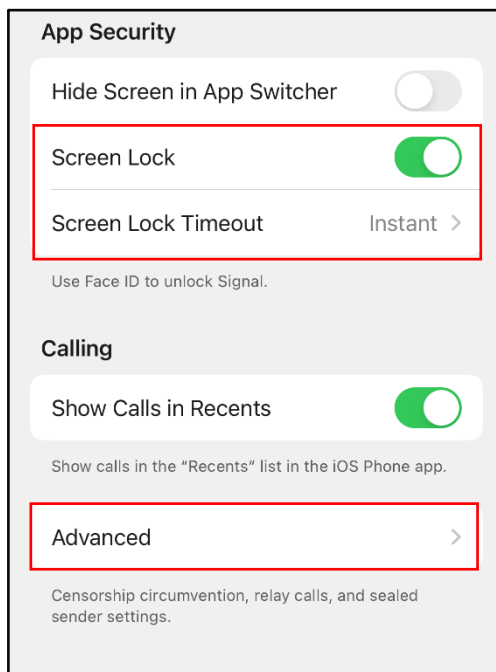 App Security
Hide Screen in App Switcher
Screen Lock
Screen Lock Timeout Instant
Use Face ID to unlock Signal.
Calling
Show Calls in Recents
Show calls in the “Recents” list in the iOS Phone app.
Advanced
Censorship circumvention, relay calls, and sealed
sender settings.